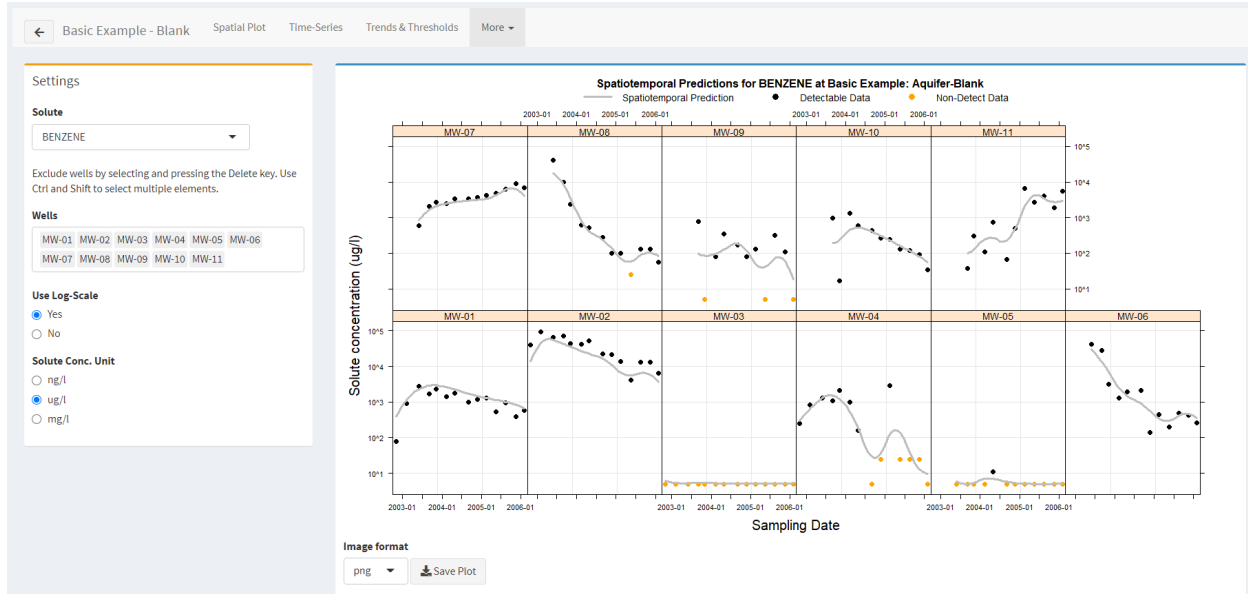 Basic Example - Blank Spatial Plot Time-Series Trends & Thresholds More
Settings
Solute
BENZENE
Exclude wells by selecting and pressing the Delete key. Use
Ctrl and Shift to select multiple elements.
Wells
MW-01 MW-02 MW-03 MW-04 MW-05 MW-06
MW-07 MW-08 MW-09 MW-10 MW-11
Use Log-Scale
Yes
No
Solute Conc. Unit
ng/l
ug/l
mg/l
Spatiotemporal Predictions for BENZENE at Basic Example: Aquifer-Blank
Spatiotemporal Prediction Detectable Data Non-Detect Data
2003-01 2004-01 2005-01 2006-01 2003-01 2004-01 2005-01 2006-01
MW-07 MW-08 MW-09 MW-10 MW-11
10^5
10^4
10^3
10^2
10^1
Solute concentration (ug/l)
MW-01 MW-02 MW-03 MW-04 MW-05 MW-06
10^5
10^4
10^3
10^2
10^1
2003-01 2004-01 2005-01 2006-01 2003-01 2004-01 2005-01 2006-01 2003-01 2004-01 2005-01 2006-01
Sampling Date
Image format
png Save Plot